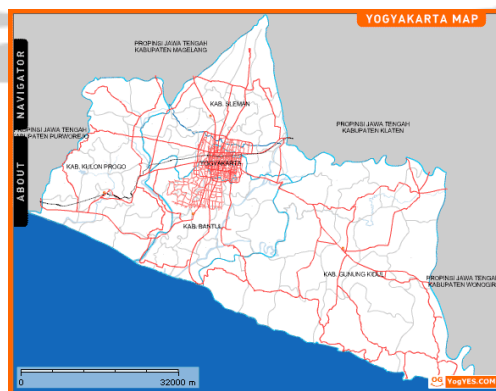 YOGYAKARTA MAP
PROPINSI JAWA TENGAH
KABUPATEN MAGELANG
NAVIGATOR
ABOUT
KAB. SLEMAN
PROPINSI JAWA TENGAH
KABUPATEN KLATEN
PROPINSI JAWA TENGAH
KABUPATEN PURWOREJO
YOGYAKARTA
KAB. KULON PROGO
KAB. BANTUL
KAB. GUNUNG KIDUL
PROPINSI JAWA TENGAH
KABUPATEN WONOGIRI
0
32000 m
YogYES.COM